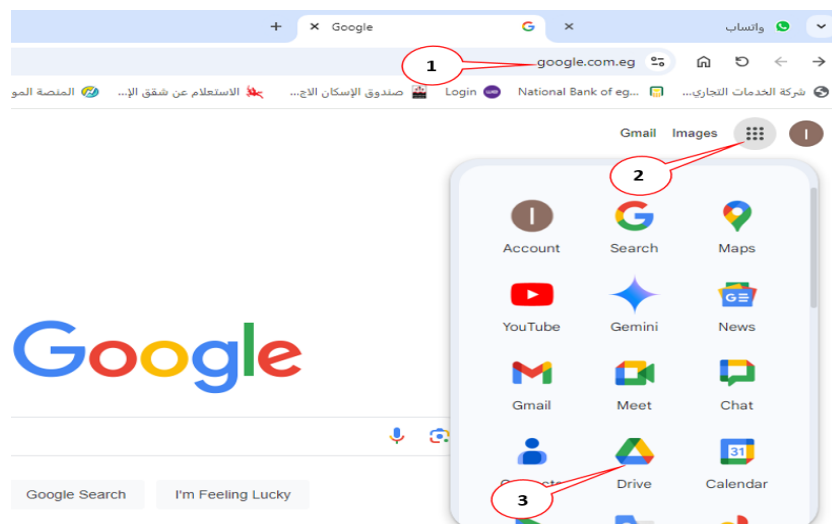 واتساب
Google
google.com.eg
1
شركة الخدمات التجاري...
National Bank of eg...
Login
صندوق الإسكان الاج...
الاستعلام عن شقق الإ...
المنصة المو
Gmail Images
I
2
I
Account Search Maps
YouTube Gemini News
Gmail Meet Chat
Google
31
Drive Calendar
3
Google Search I'm Feeling Lucky